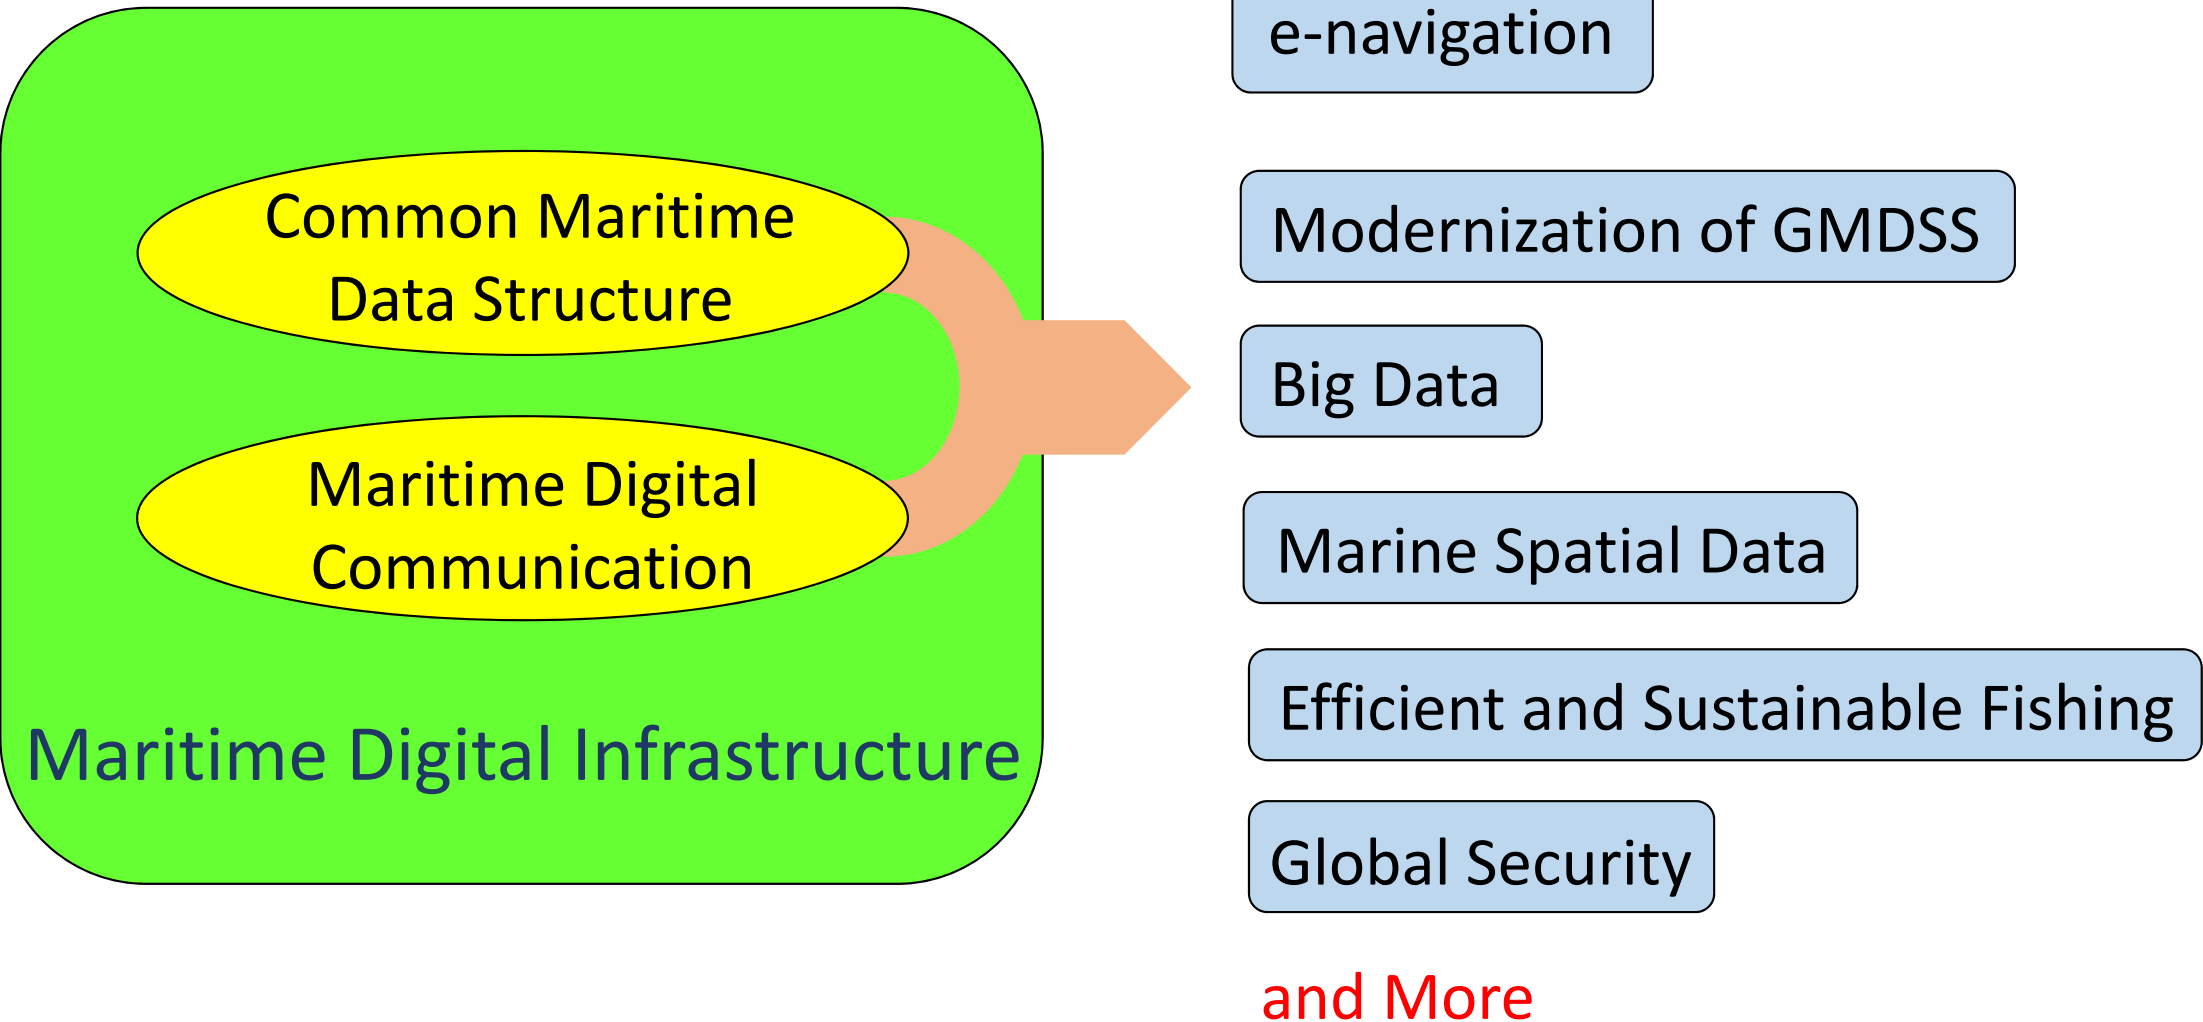 Common Maritime
Data Structure
Maritime Digital
Communication
Maritime Digital Infrastructure
e-navigation
Modernization of GMDSS
Big Data
Marine Spatial Data
Efficient and Sustainable Fishing
Global Security
and More